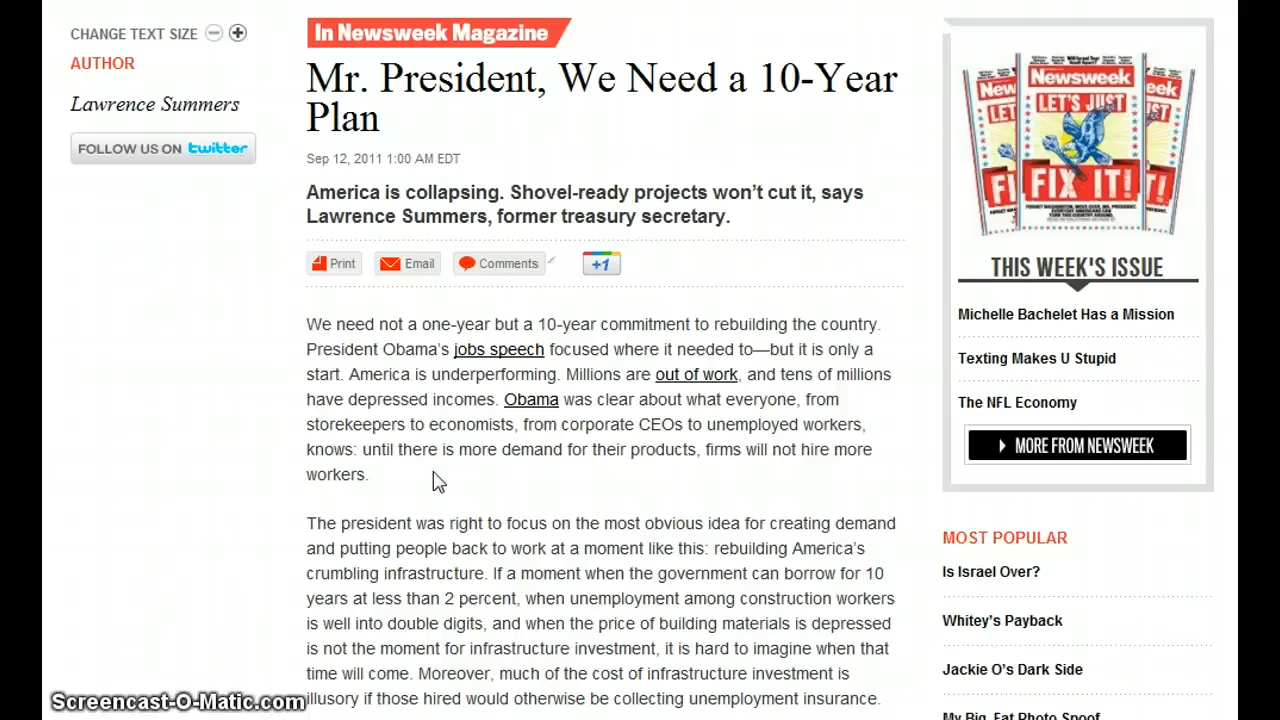 CHANGE TEXT SIZE
AUTHOR
Lawrence Summers
FOLLOW US ON twitter
In Newsweek Magazine
Mr. President, We Need a 10-Year
Plan
Sep 12, 2011 1:00 AM EDT
America is collapsing. Shovel-ready projects won’t cut it, says
Lawrence Summers, former treasury secretary.
Print Email Comments +1
We need not a one-year but a 10-year commitment to rebuilding the country.
President Obama’s jobs speech focused where it needed to—but it is only a
start. America is underperforming. Millions are out of work, and tens of millions
have depressed incomes. Obama was clear about what everyone, from
storekeepers to economists, from corporate CEOs to unemployed workers,
knows: until there is more demand for their products, firms will not hire more
workers.
The president was right to focus on the most obvious idea for creating demand
and putting people back to work at a moment like this: rebuilding America’s
crumbling infrastructure. If a moment when the government can borrow for 10
years at less than 2 percent, when unemployment among construction workers
is well into double digits, and when the price of building materials is depressed
is not the moment for infrastructure investment, it is hard to imagine when that
time will come. Moreover, much of the cost of infrastructure investment is
illusory if those hired would otherwise be collecting unemployment insurance.
Newsweek
LET'S JUST
FIX IT!
THIS WEEK'S ISSUE
Michelle Bachelet Has a Mission
Texting Makes U Stupid
The NFL Economy
MORE FROM NEWSWEEK
MOST POPULAR
Is Israel Over?
Whitey’s Payback
Jackie O’s Dark Side
My Big, Fat Photo Spoof
Screencast-O-Matic.com